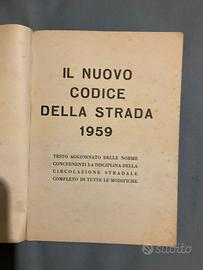 IL NUOVO
CODICE
DELLA STRADA
1959
TESTO AGGIORNATO DELLE NORME
CONCERNENTI LA DISCIPLINA DELLA
CIRCOLAZIONE STRADALE
COMPLETO DI TUTTE LE MODIFICHE
subito